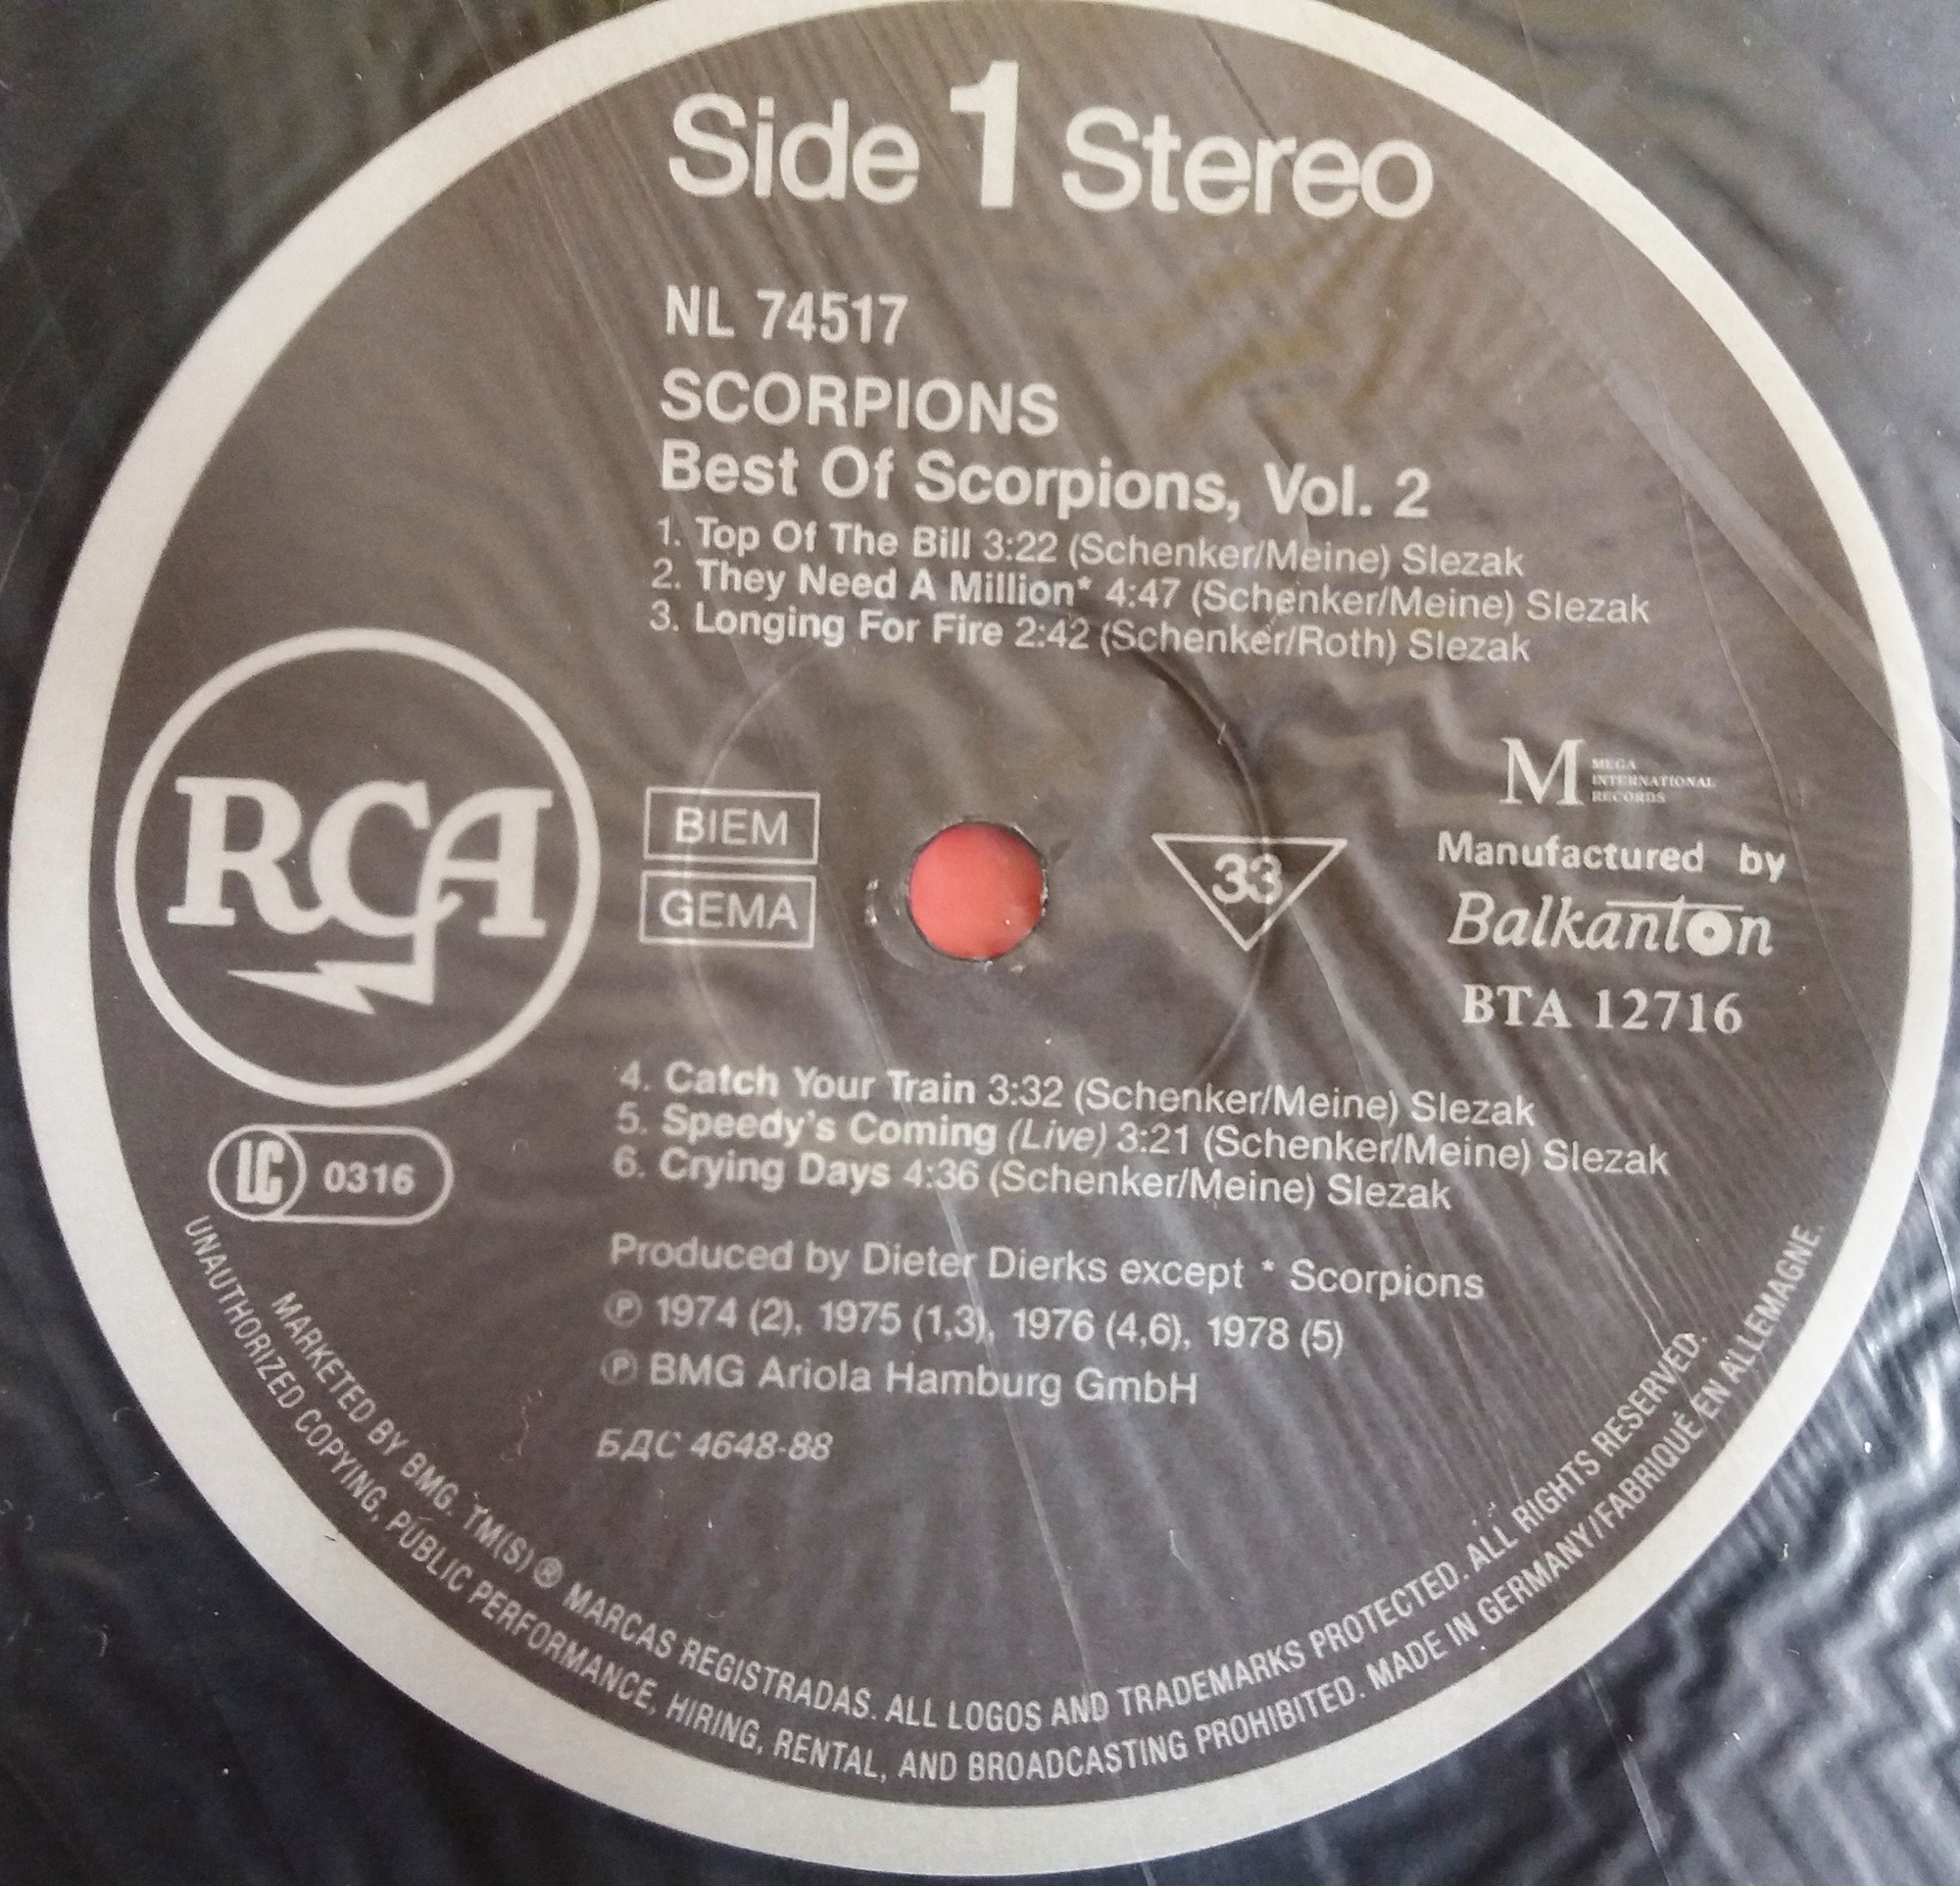 Side 1 Stereo
NL 74517
SCORPIONS
Best Of Scorpions, Vol. 2
1. Top Of The Bill 3:22 (Schenker/Meine) Slezak
2. They Need A Million* 4:47 (Schenker/Meine) Slezak
3. Longing For Fire 2:42 (Schenker/Roth) Slezak
RCA
BIEM
GEMA
33
M MEGA
INTERNATIONAL
RECORDS
Manufactured by
Balkanton
BTA 12716
4. Catch Your Train 3:32 (Schenker/Meine) Slezak
5. Speedy's Coming (Live) 3:21 (Schenker/Meine) Slezak
6. Crying Days 4:36 (Schenker/Meine) Slezak
LC 0316
Produced by Dieter Dierks except * Scorpions
℗ 1974 (2), 1975 (1,3), 1976 (4,6), 1978 (5)
℗ BMG Ariola Hamburg GmbH
БДС 4648-88
MARKETED BY BMG. TM(S) ® MARCAS REGISTRADAS. ALL LOGOS AND TRADEMARKS PROTECTED. ALL RIGHTS RESERVED.
UNAUTHORIZED COPYING, PUBLIC PERFORMANCE, HIRING, RENTAL, AND BROADCASTING PROHIBITED. MADE IN GERMANY/FABRIQUÉ EN ALLEMAGNE.